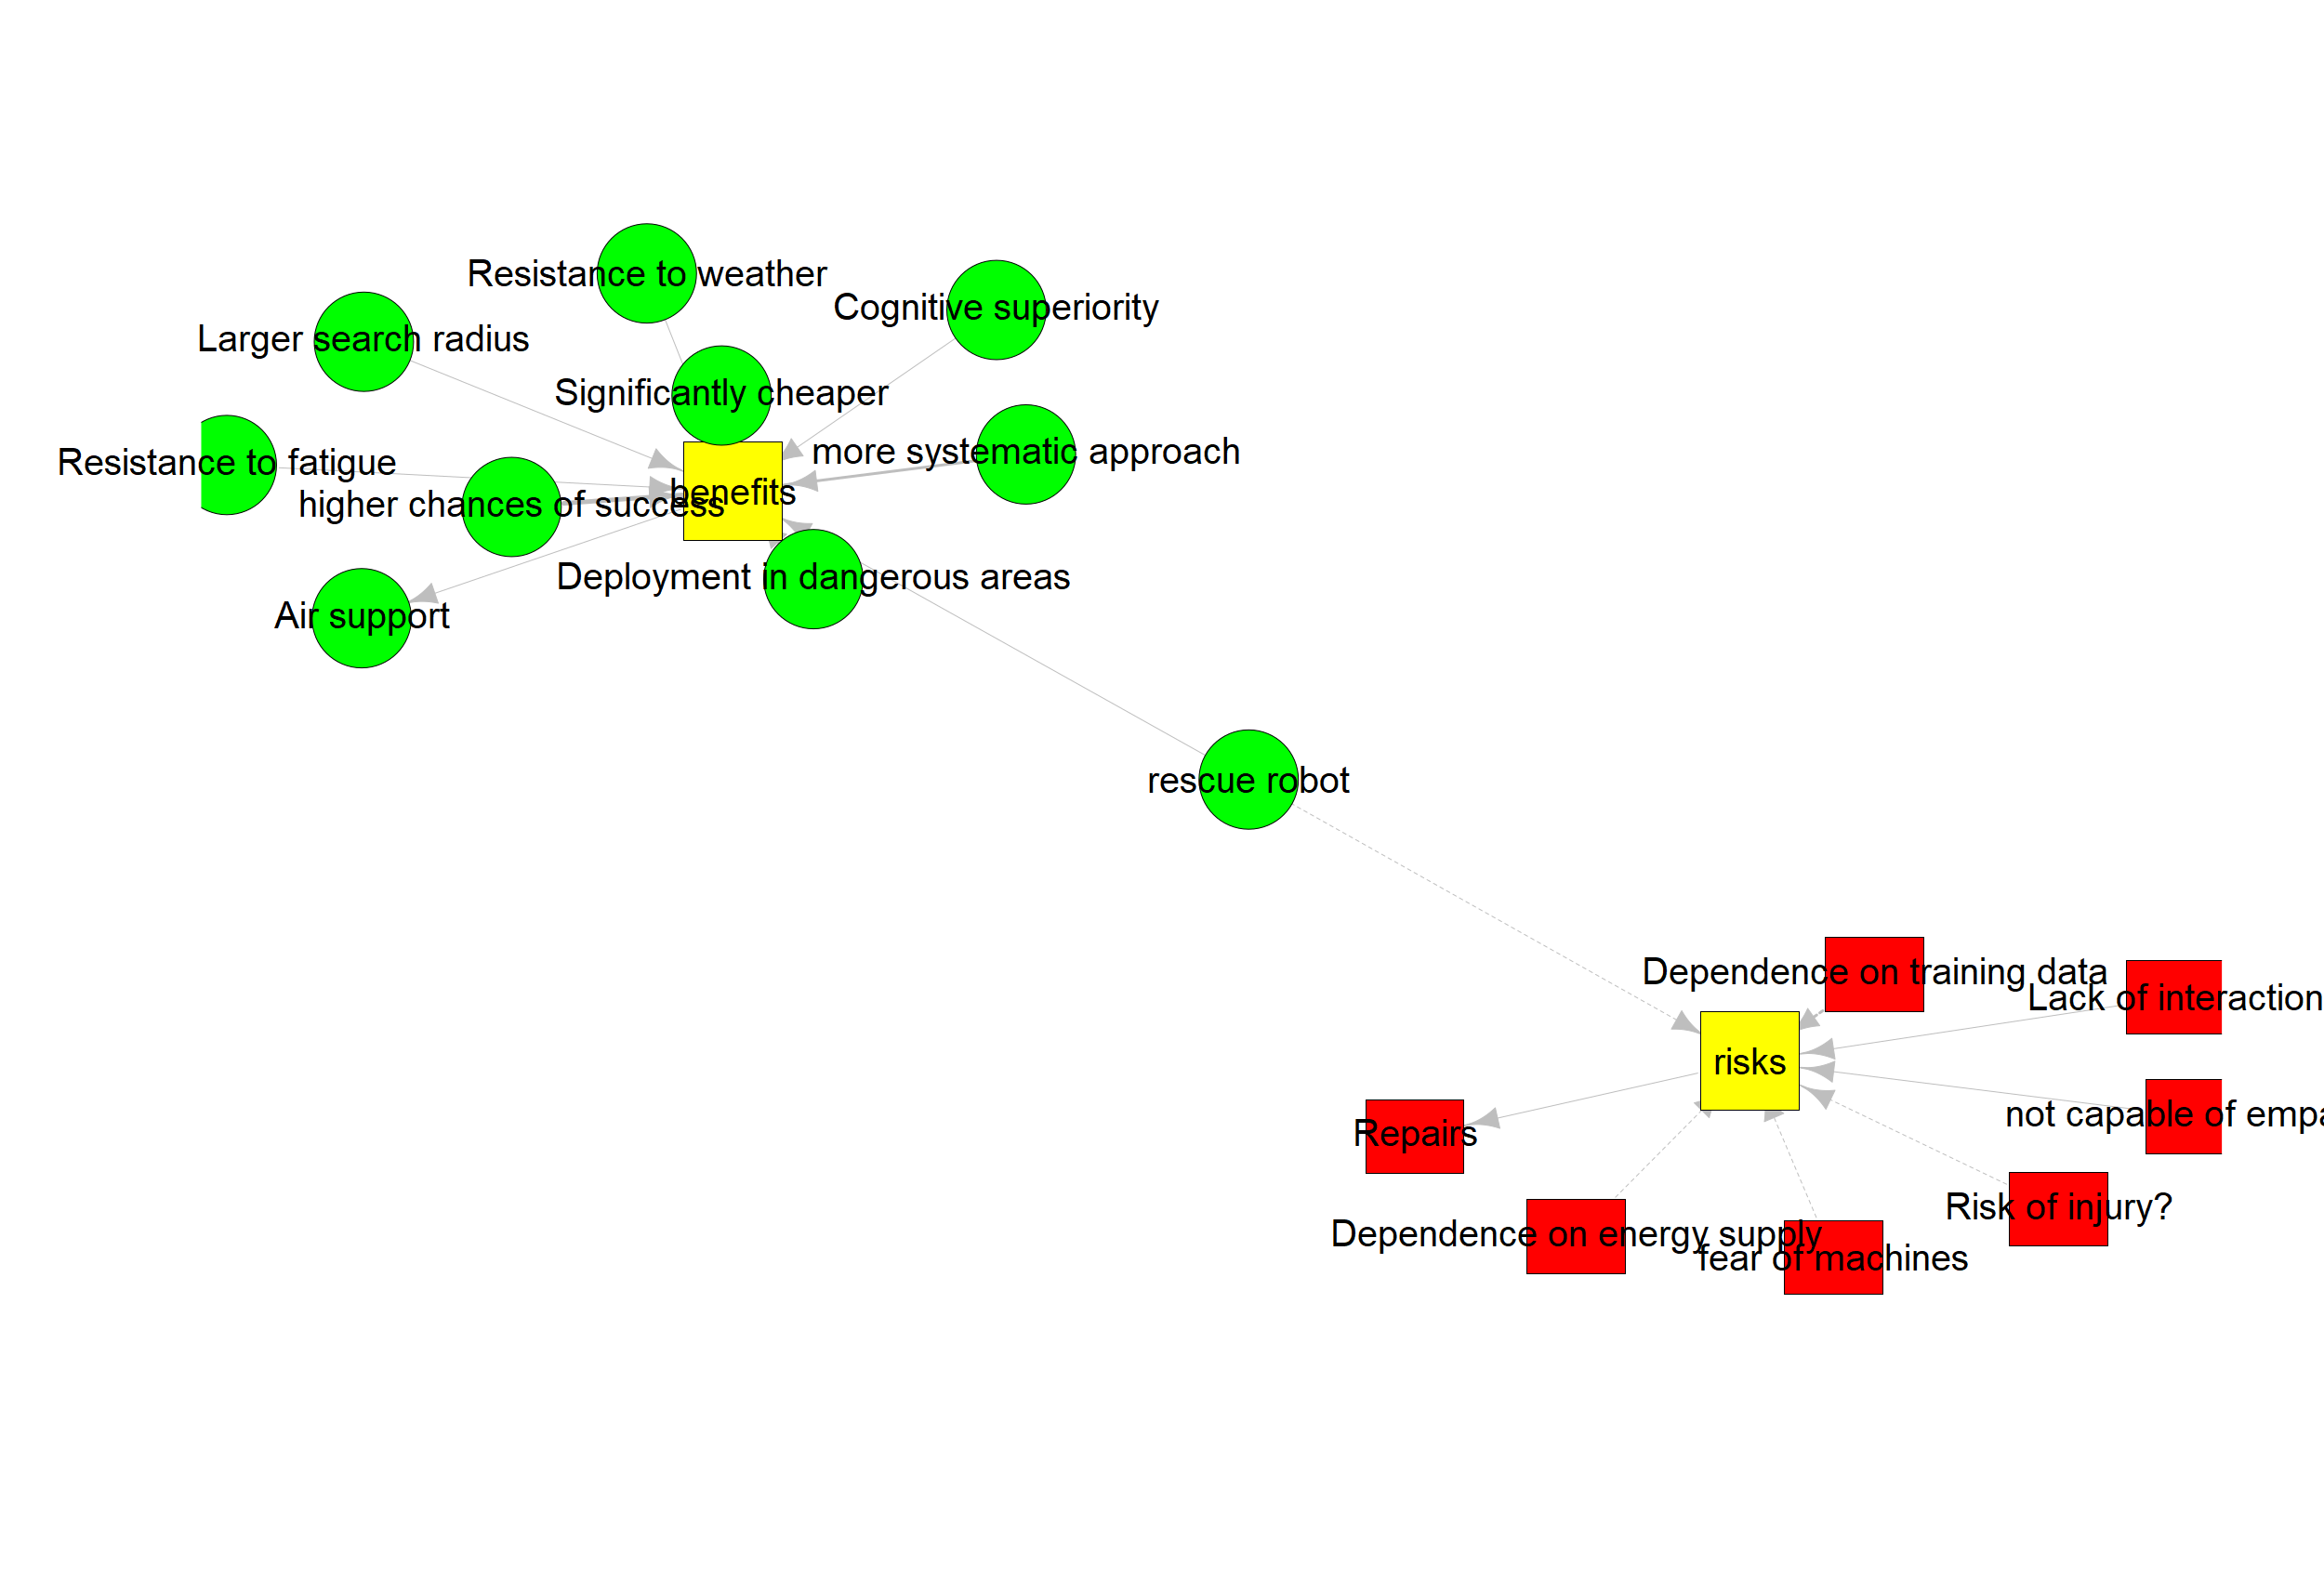 Resistance to weather
Cognitive superiority
Larger search radius
Significantly cheaper
more systematic approach
Resistance to fatigue
benefits
higher chances of success
Deployment in dangerous areas
Air support
rescue robot
Dependence on training data
Lack of interaction
risks
not capable of empa
Repairs
Risk of injury?
Dependence on energy supply
fear of machines